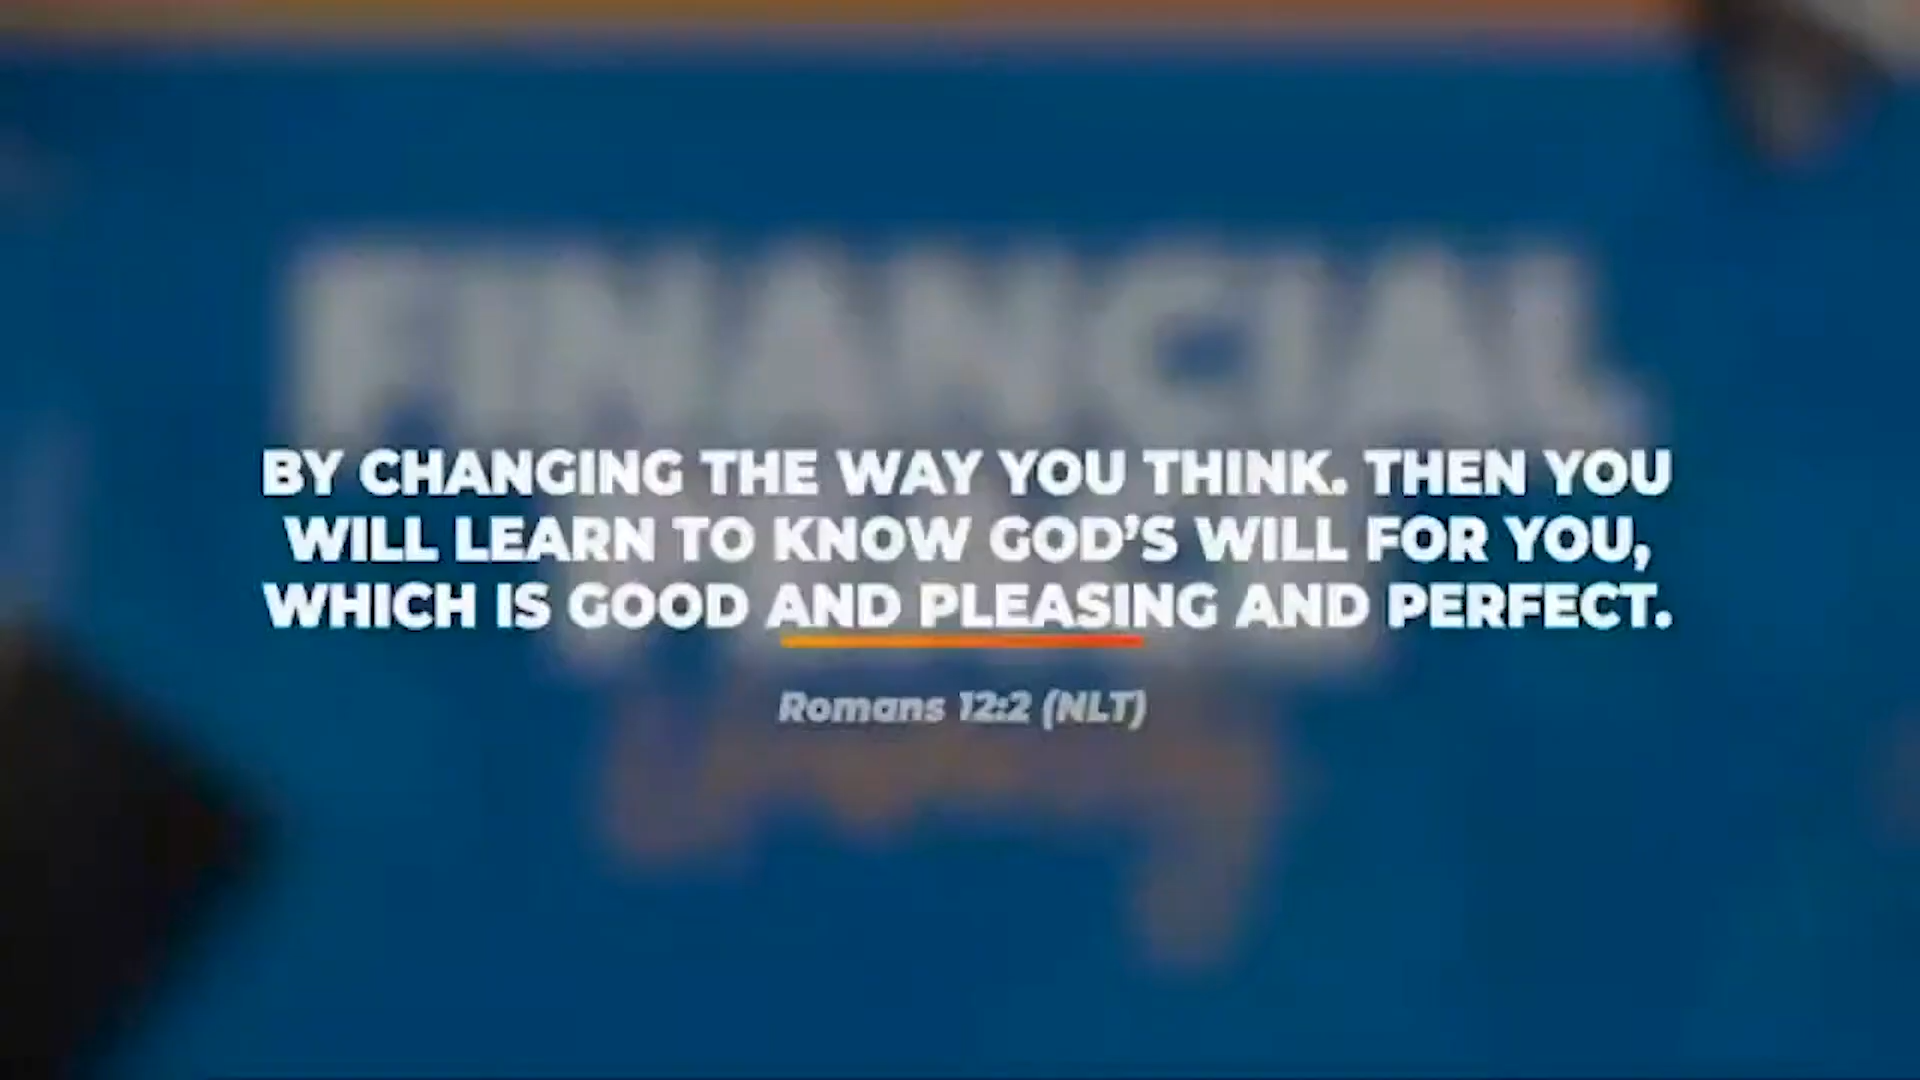 FINANCIAL
BY CHANGING THE WAY YOU THINK. THEN YOU
WILL LEARN TO KNOW GOD’S WILL FOR YOU,
WHICH IS GOOD AND PLEASING AND PERFECT.
Romans 12:2 (NLT)